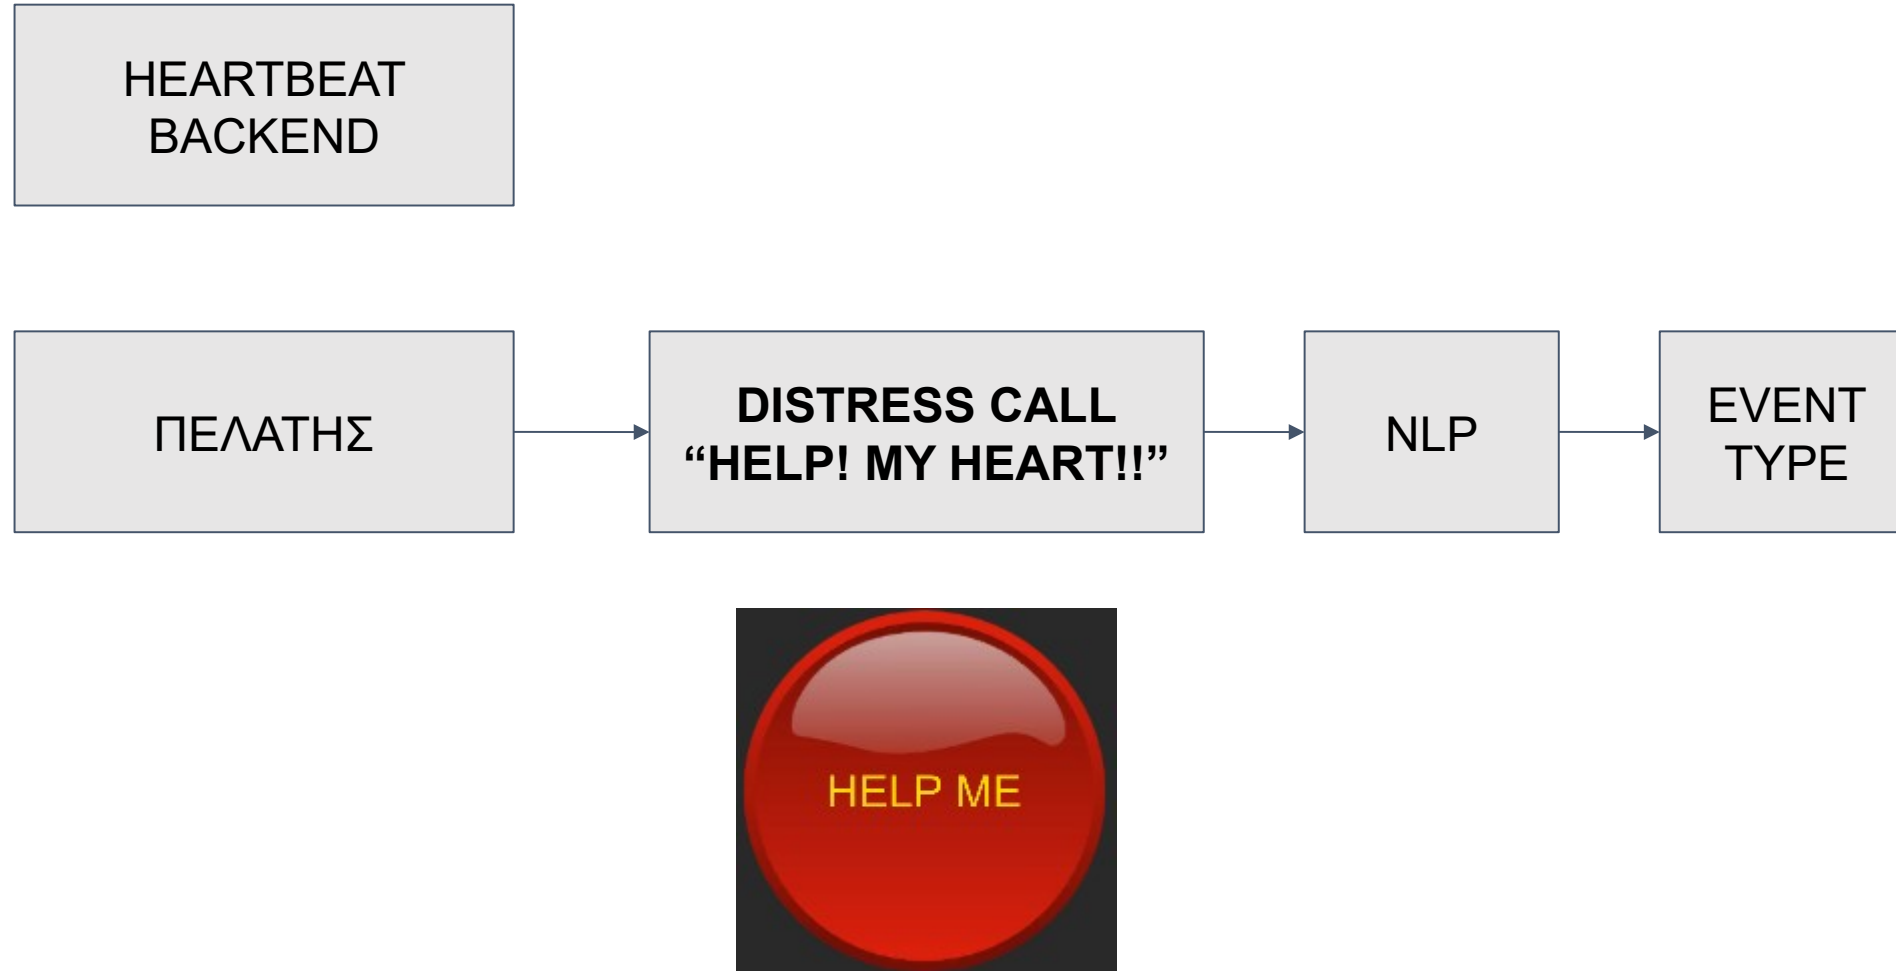 HEARTBEAT
BACKEND
ΠΕΛΑΤΗΣ
DISTRESS CALL
“HELP! MY HEART!!”
NLP
EVENT
TYPE
HELP ME